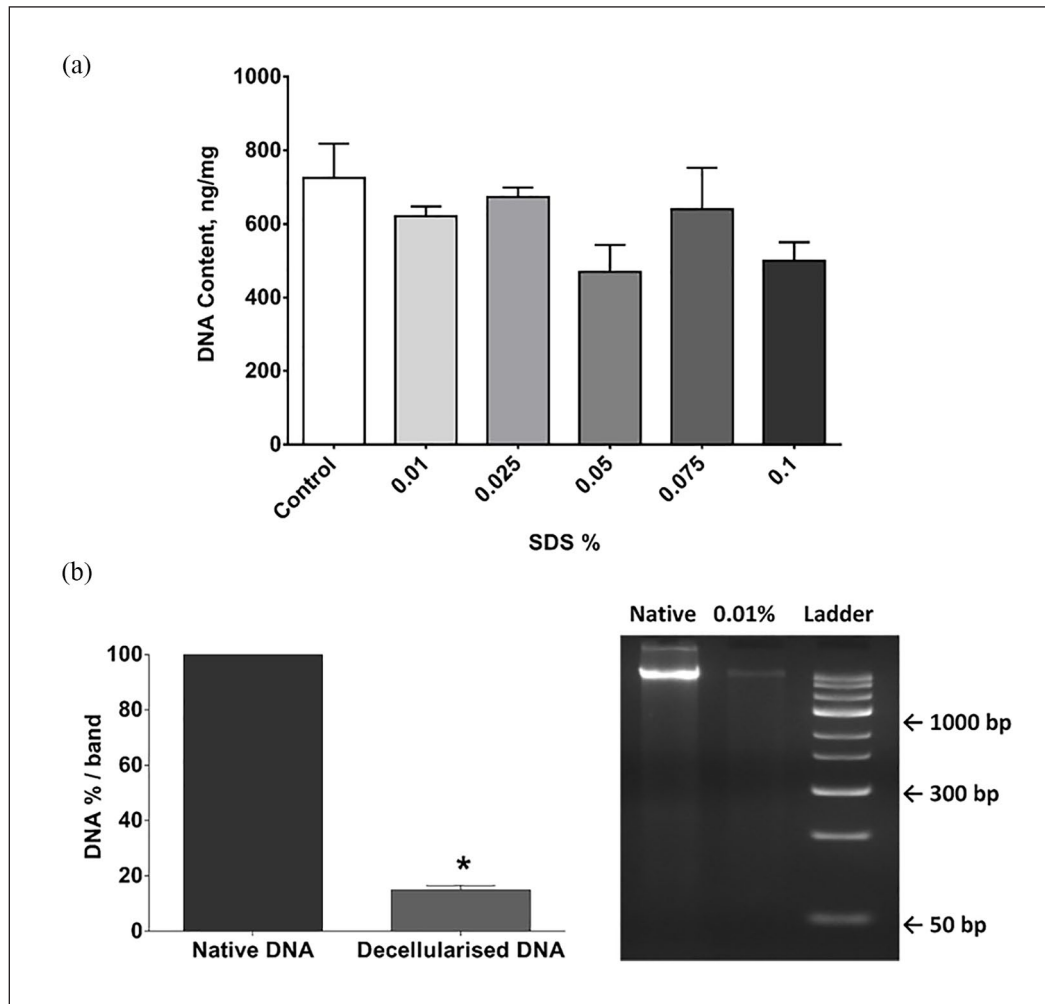 (a)
1000
800
600
400
200
0
DNA Content, ng/mg
Control
0.01
0.025
0.05
0.075
0.1
SDS %
(b)
100
80
60
40
20
0
DNA % / band
*
Native DNA
Decellularised DNA
Native 0.01% Ladder
← 1000 bp
← 300 bp
← 50 bp